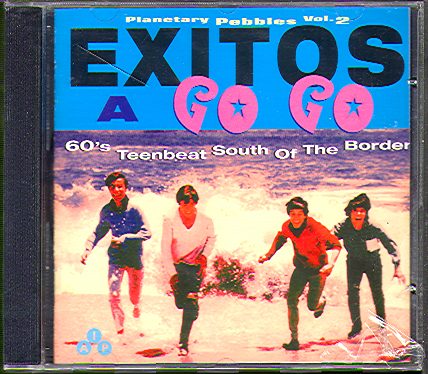 Planetary Pebbles Vol. 2
EXITOS
A GO GO
60's Teenbeat South Of The Border
A I P